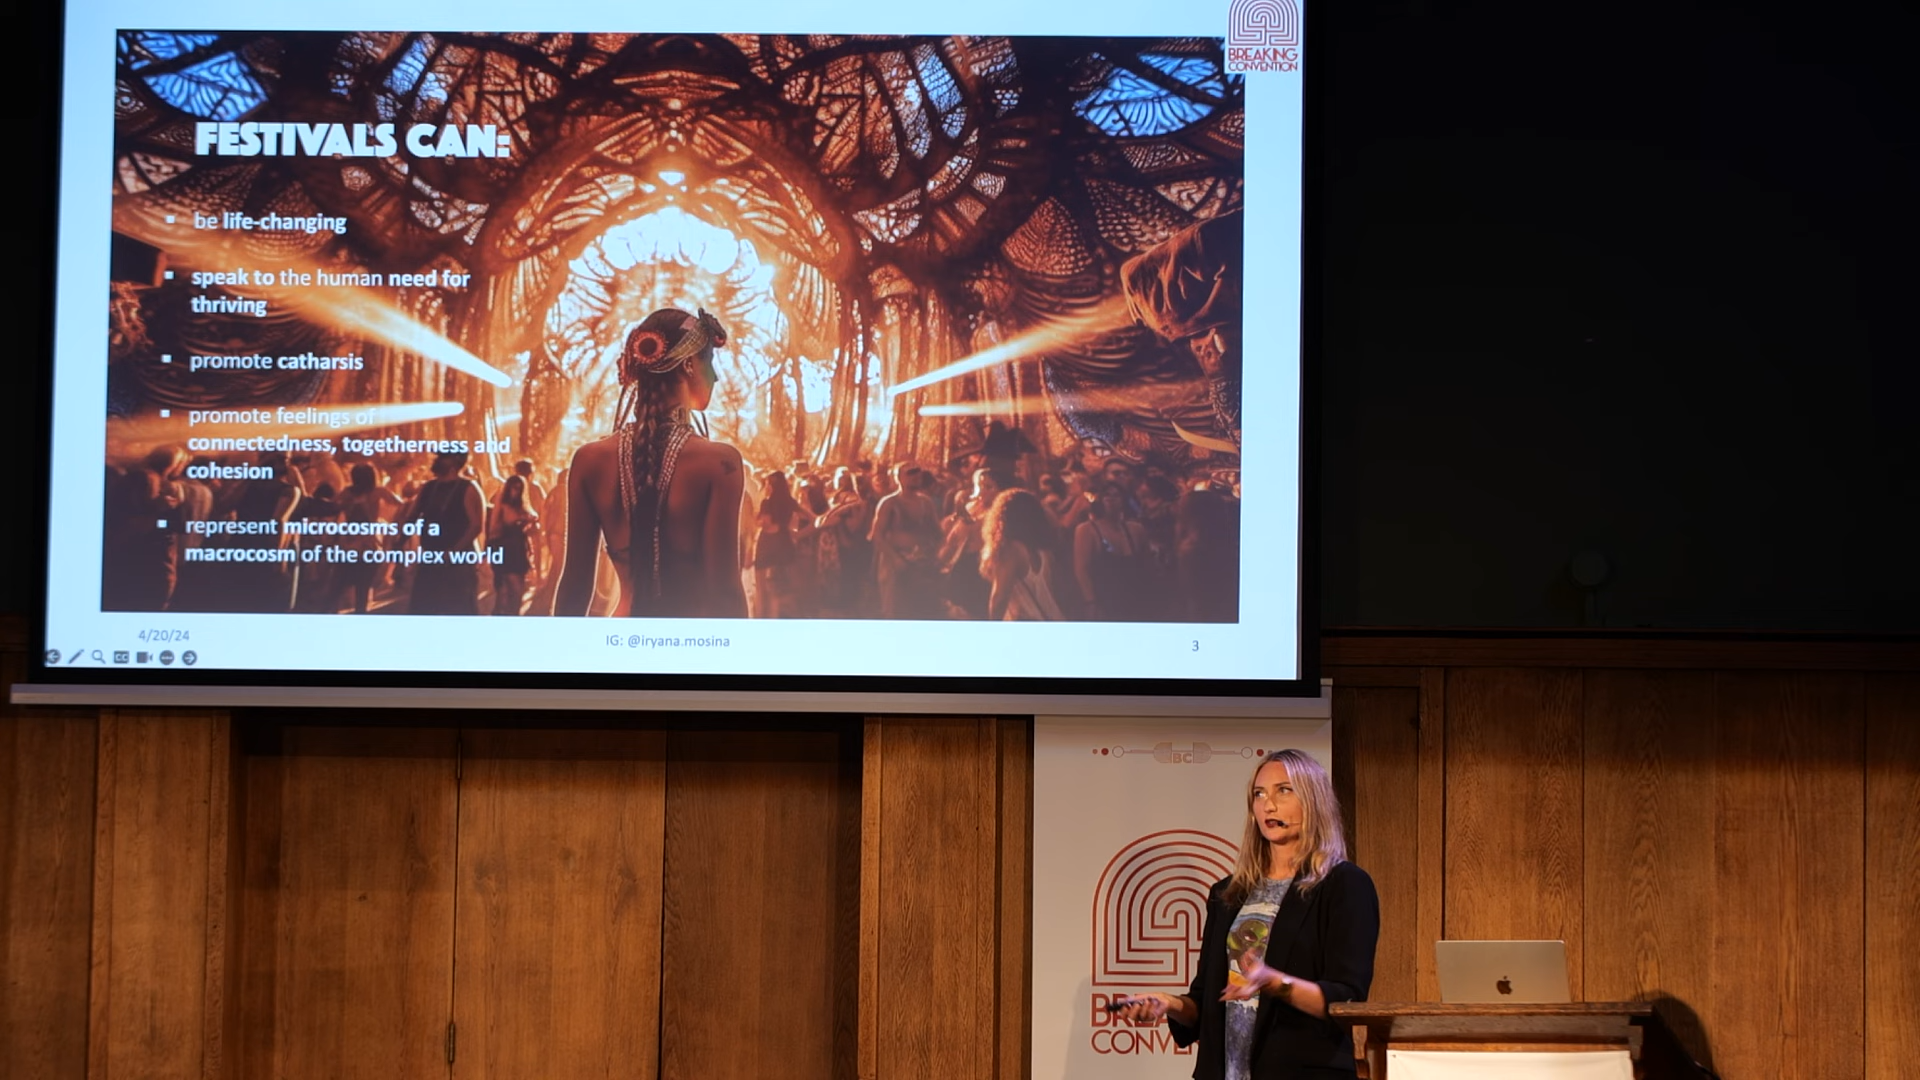 BREAKING
CONVENTION
FESTIVALS CAN:
be life-changing
speak to the human need for
thriving
promote catharsis
promote feelings of
connectedness, togetherness and
cohesion
represent microcosms of a
macrocosm of the complex world
4/20/24
IG: @iryana.mosina
3
CC
BC
BREA
CONVE